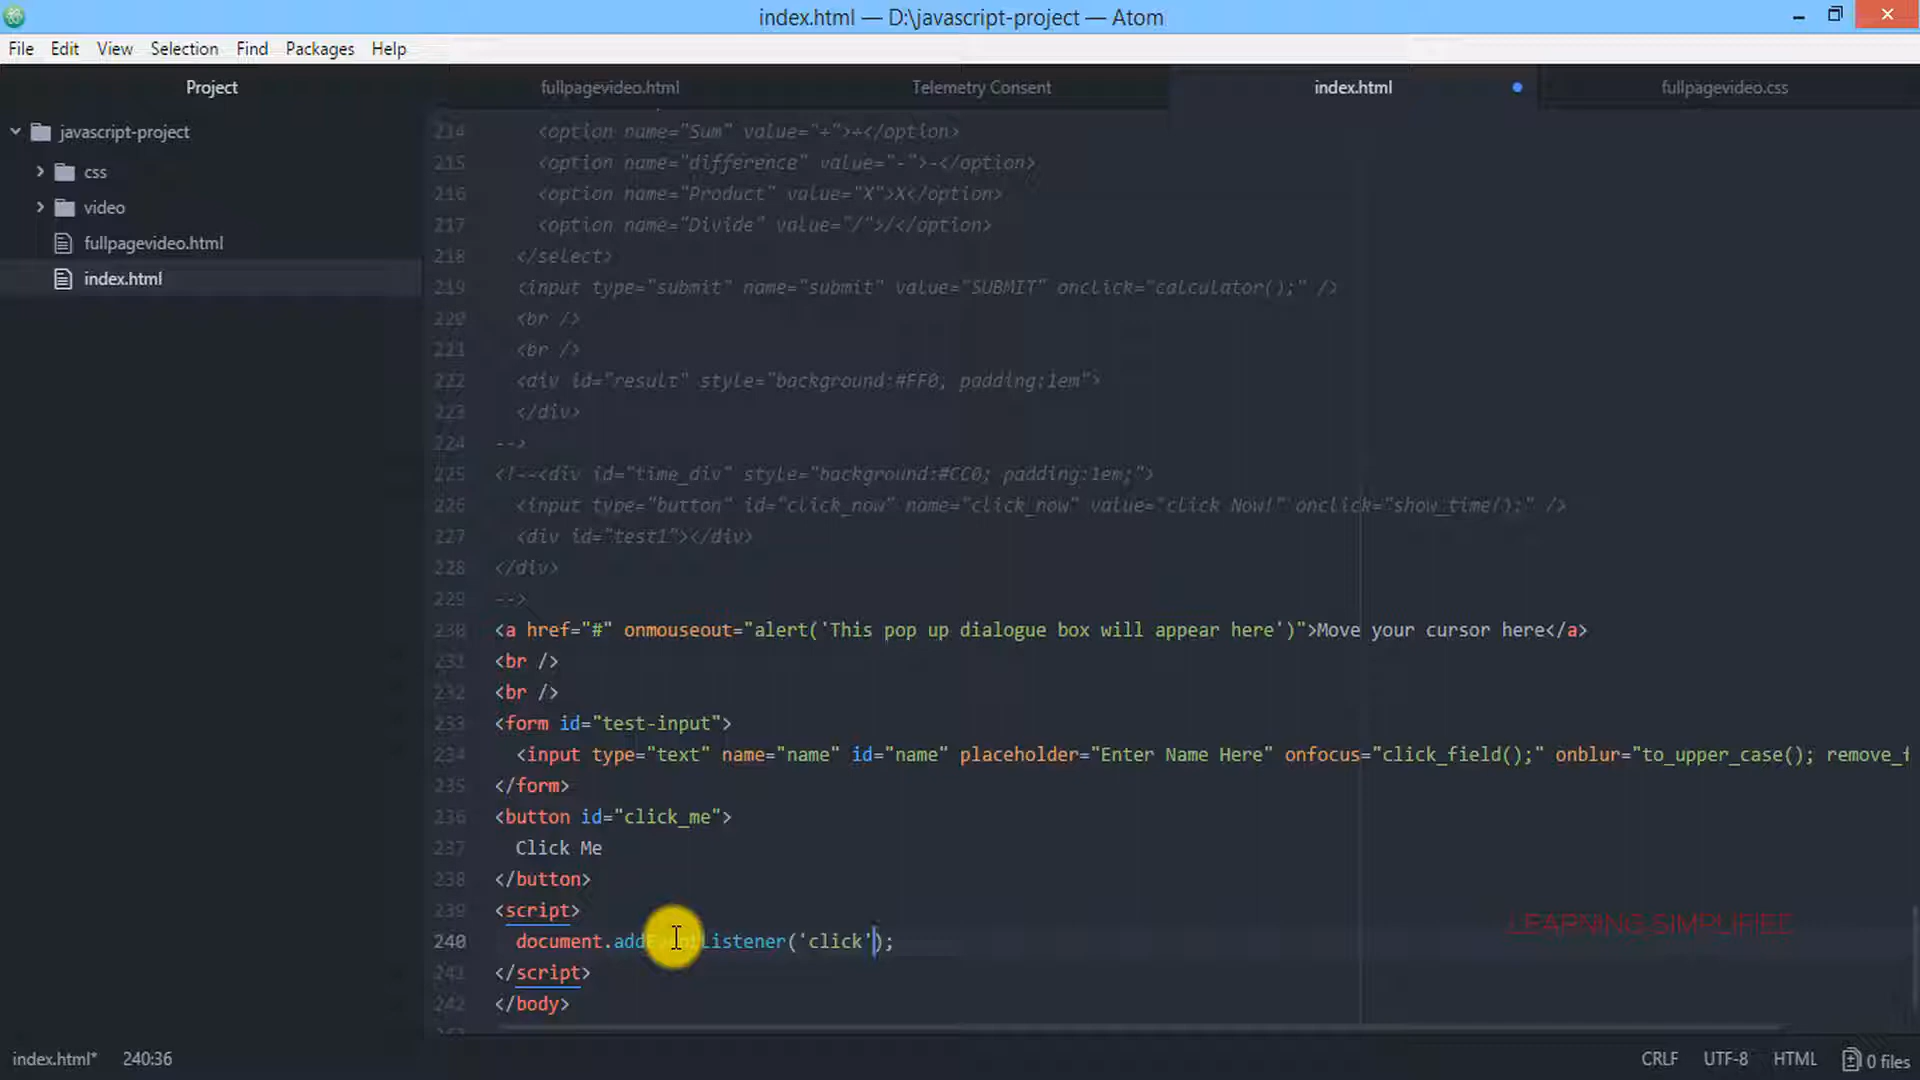 index.html — D:\javascript-project — Atom
File Edit View Selection Find Packages Help
Project
fullpagevideo.html
Telemetry Consent
index.html
fullpagevideo.css
javascript-project
css
video
fullpagevideo.html
index.html
214 <option name="Sum" value="+">+</option>
215 <option name="difference" value="-">-</option>
216 <option name="Product" value="X">X</option>
217 <option name="Divide" value="/">/</option>
218 </select>
219 <input type="submit" name="submit" value="SUBMIT" onclick="calculator();" />
220 <br />
221 <br />
222 <div id="result" style="background:#FF0, padding:1em">
223 </div>
224 -->
225 <!--<div id="time_div" style="background:#CC0; padding:1em;">
226 <input type="button" id="click_now" name="click_now" value="click Now!" onclick="show_time();" />
227 <div id="test1"></div>
228 </div>
229 -->
230 <a href="#" onmouseout="alert('This pop up dialogue box will appear here')">Move your cursor here</a>
231 <br />
232 <br />
233 <form id="test-input">
234 <input type="text" name="name" id="name" placeholder="Enter Name Here" onfocus="click_field();" onblur="to_upper_case(); remove_f
235 </form>
236 <button id="click_me">
237 Click Me
238 </button>
239 <script>
240 document.addEventListener('click');
241 </script>
242 </body>
LEARNING SIMPLIFIED
index.html* 240:36
CRLF UTF-8 HTML 0 files